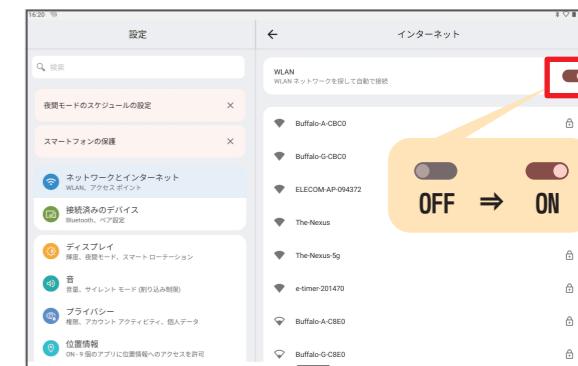 16:20
設定
検索
夜間モードのスケジュールの設定
スマートフォンの保護
ネットワークとインターネット
WLAN、アクセス ポイント
接続済みのデバイス
Bluetooth、ペア設定
ディスプレイ
輝度、夜間モード、スマート ローテーション
音
音量、サイレント モード (割り込み制限)
プライバシー
権限、アカウント アクティビティ、個人データ
位置情報
ON - 9 個のアプリに位置情報へのアクセスを許可
インターネット
WLAN
WLAN ネットワークを探して自動で接続
Buffalo-A-CBC0
Buffalo-G-CBC0
ELECOM-AP-094372
The-Nexus
The-Nexus-5g
e-timer-201470
Buffalo-A-C8E0
Buffalo-G-C8E0
OFF ⇒ ON